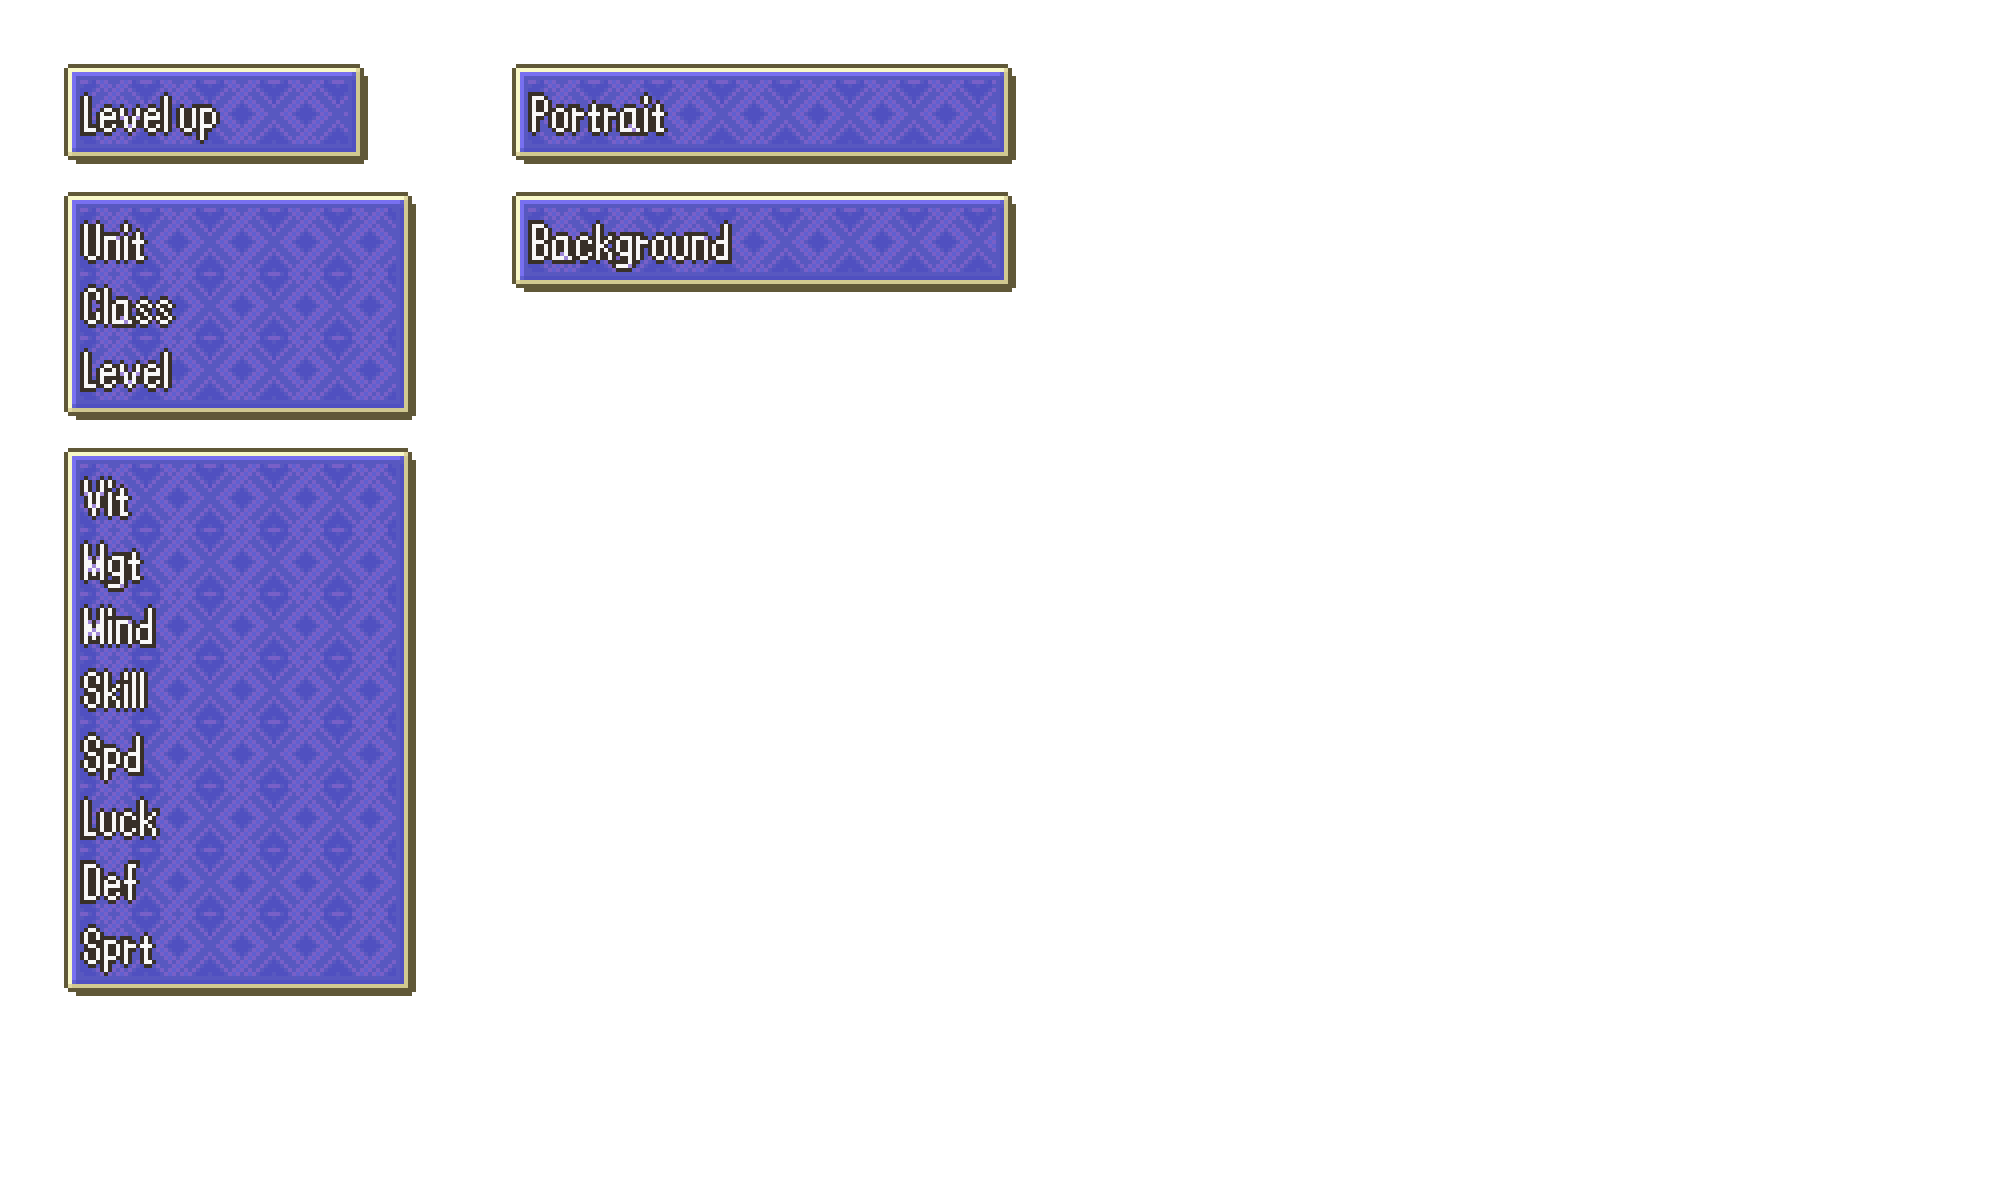 Level up
Unit
Class
Level
Vit
Mgt
Mind
Skill
Spd
Luck
Def
Sprt
Portrait
Background